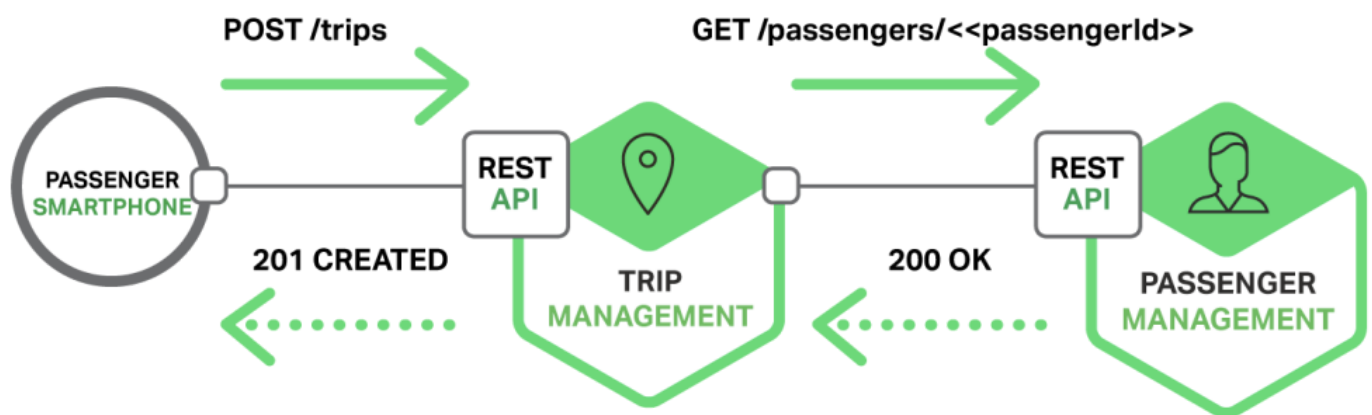 POST /trips
GET /passengers/<<passengerId>>
PASSENGER
SMARTPHONE
REST
API
REST
API
201 CREATED
TRIP
MANAGEMENT
200 OK
PASSENGER
MANAGEMENT